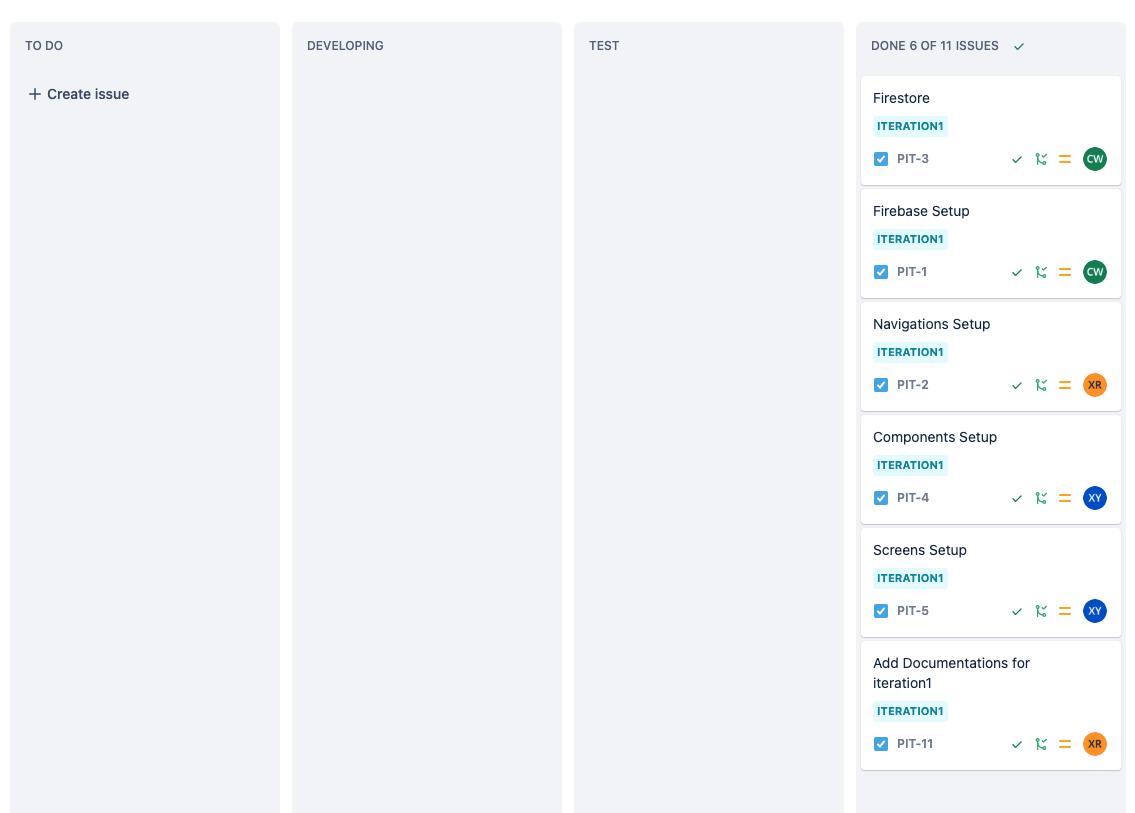 TO DO
+ Create issue
DEVELOPING
TEST
DONE 6 OF 11 ISSUES
Firestore
ITERATION1
PIT-3
CW
Firebase Setup
ITERATION1
PIT-1
CW
Navigations Setup
ITERATION1
PIT-2
XR
Components Setup
ITERATION1
PIT-4
XY
Screens Setup
ITERATION1
PIT-5
XY
Add Documentations for
iteration1
ITERATION1
PIT-11
XR